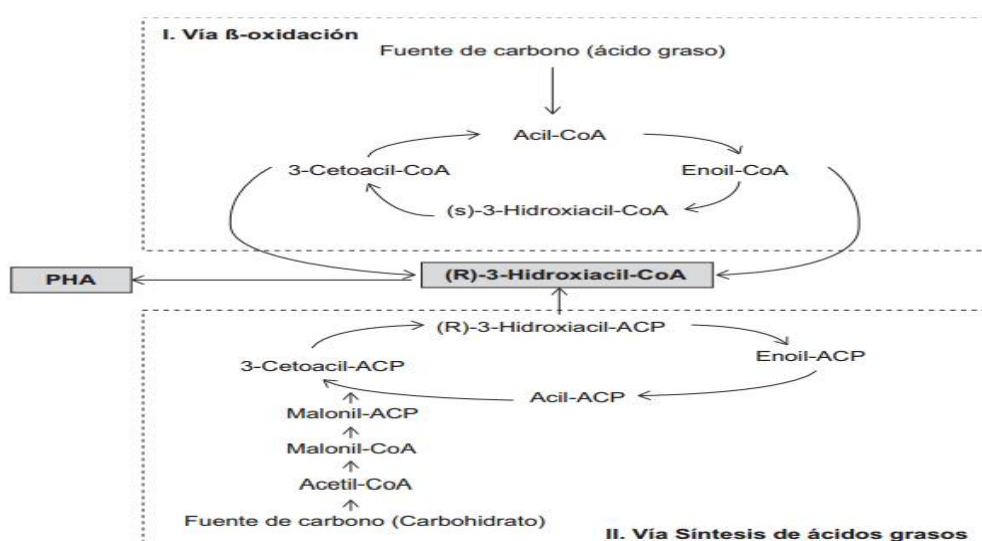 I. Vía ß-oxidación
Fuente de carbono (ácido graso)
Acil-CoA
3-Cetoacil-CoA
Enoil-CoA
(s)-3-Hidroxiacil-CoA
PHA
(R)-3-Hidroxiacil-CoA
(R)-3-Hidroxiacil-ACP
3-Cetoacil-ACP
Enoil-ACP
Acil-ACP
Malonil-ACP
Malonil-CoA
Acetil-CoA
Fuente de carbono (Carbohidrato)
II. Vía Síntesis de ácidos grasos